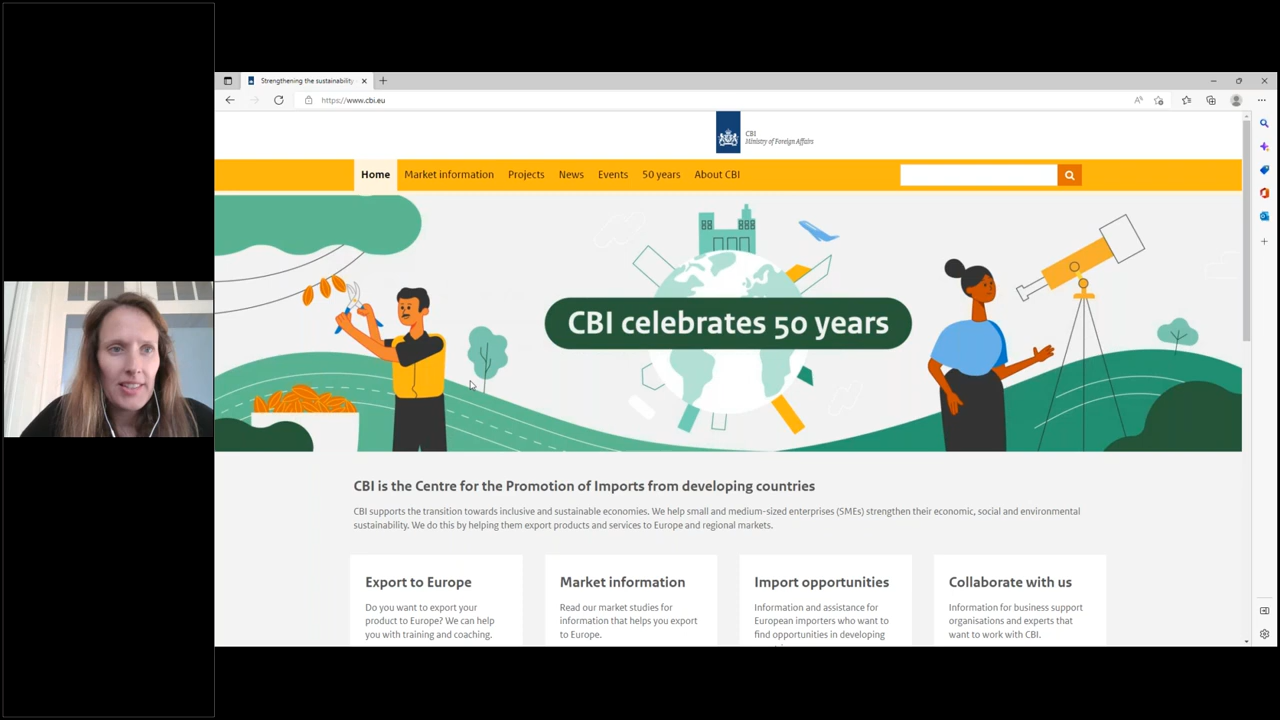 Strengthening the sustainability
https://www.cbi.eu
CBI
Ministry of Foreign Affairs
Home Market information Projects News Events 50 years About CBI
CBI celebrates 50 years
CBI is the Centre for the Promotion of Imports from developing countries
CBI supports the transition towards inclusive and sustainable economies. We help small and medium-sized enterprises (SMEs) strengthen their economic, social and environmental
sustainability. We do this by helping them export products and services to Europe and regional markets.
Export to Europe
Do you want to export your
product to Europe? We can help
you with training and coaching.
Market information
Read our market studies for
information that helps you export
to Europe.
Import opportunities
Information and assistance for
European importers who want to
find opportunities in developing
Collaborate with us
Information for business support
organisations and experts that
want to work with CBI.